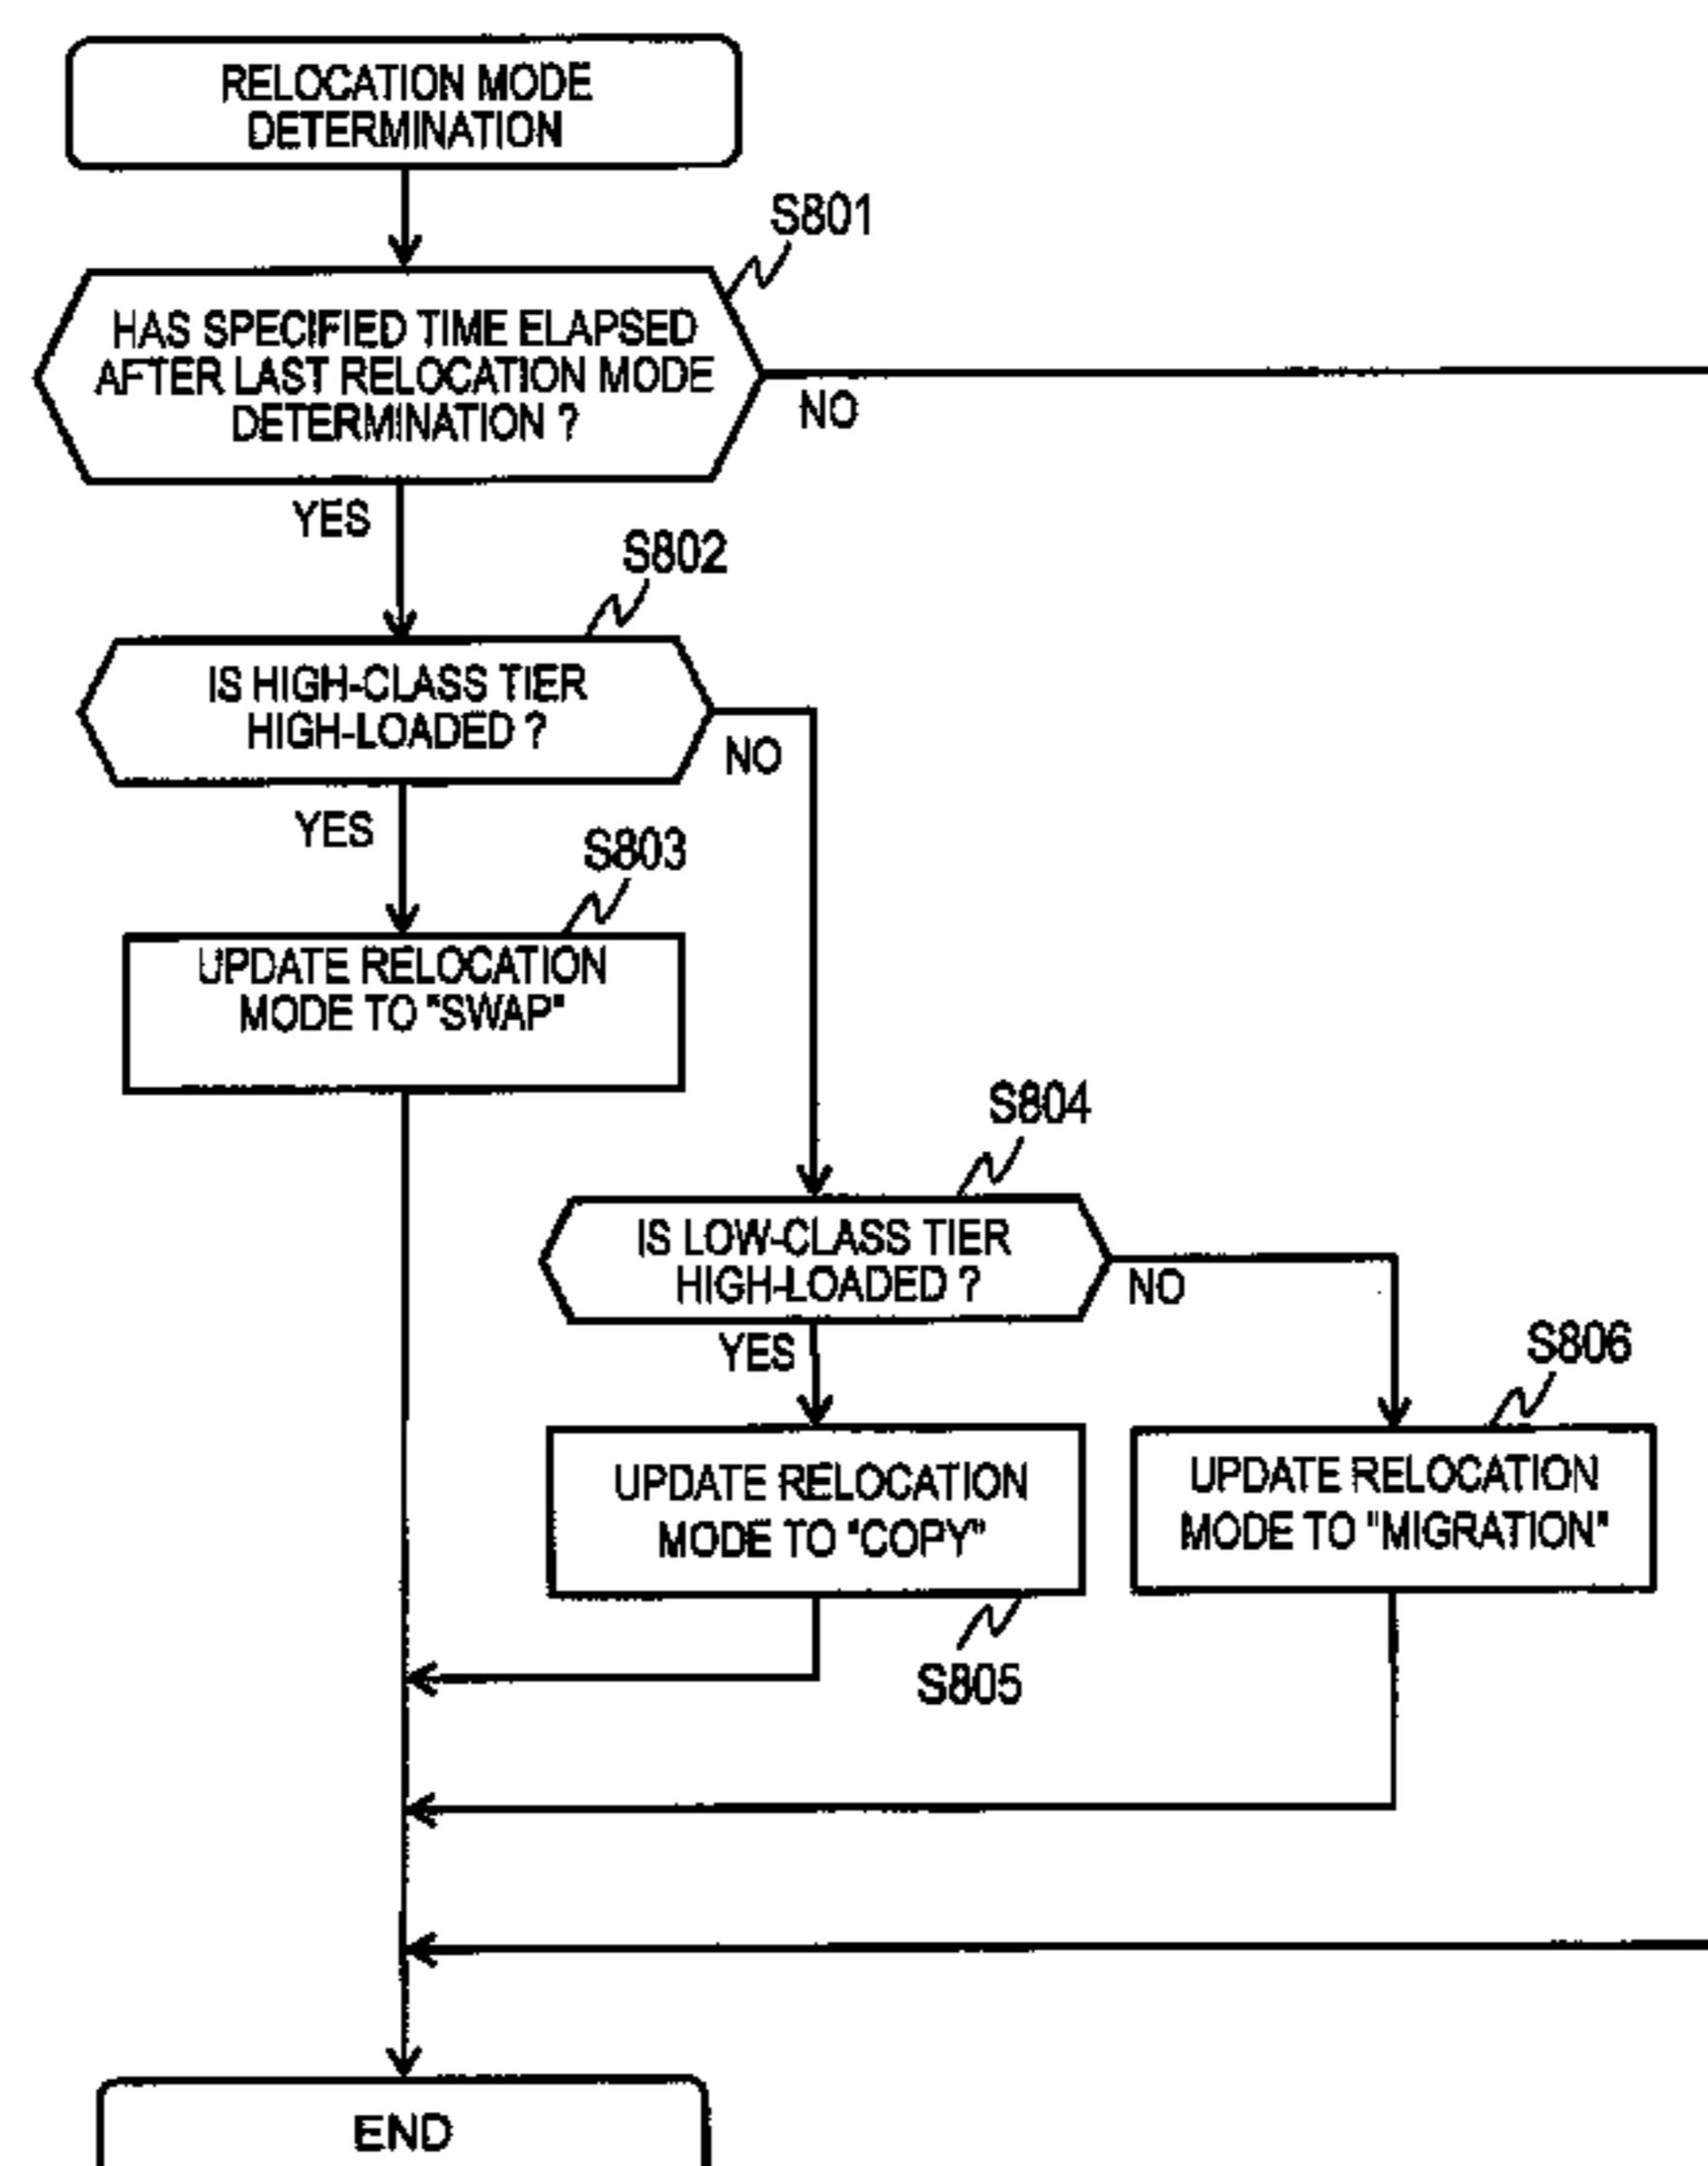 RELOCATION MODE
DETERMINATION
S801
HAS SPECIFIED TIME ELAPSED
AFTER LAST RELOCATION MODE
DETERMINATION ?
NO
YES
S802
IS HIGH-CLASS TIER
HIGH-LOADED ?
NO
YES
S803
UPDATE RELOCATION
MODE TO "SWAP"
S804
IS LOW-CLASS TIER
HIGH-LOADED ?
NO
YES
S806
UPDATE RELOCATION
MODE TO "COPY"
UPDATE RELOCATION
MODE TO "MIGRATION"
S805
END